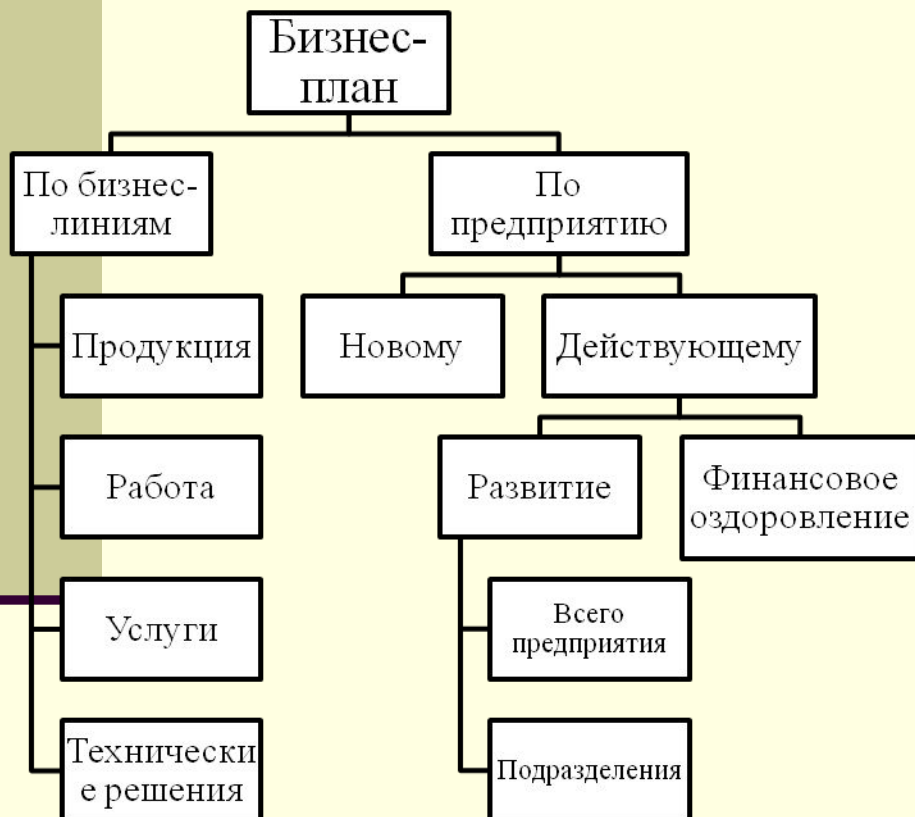 Бизнес-
план
По бизнес-
линиям
По
предприятию
Продукция
Новому
Действующему
Работа
Развитие
Финансовое
оздоровление
Услуги
Всего
предприятия
Технически
е решения
Подразделения